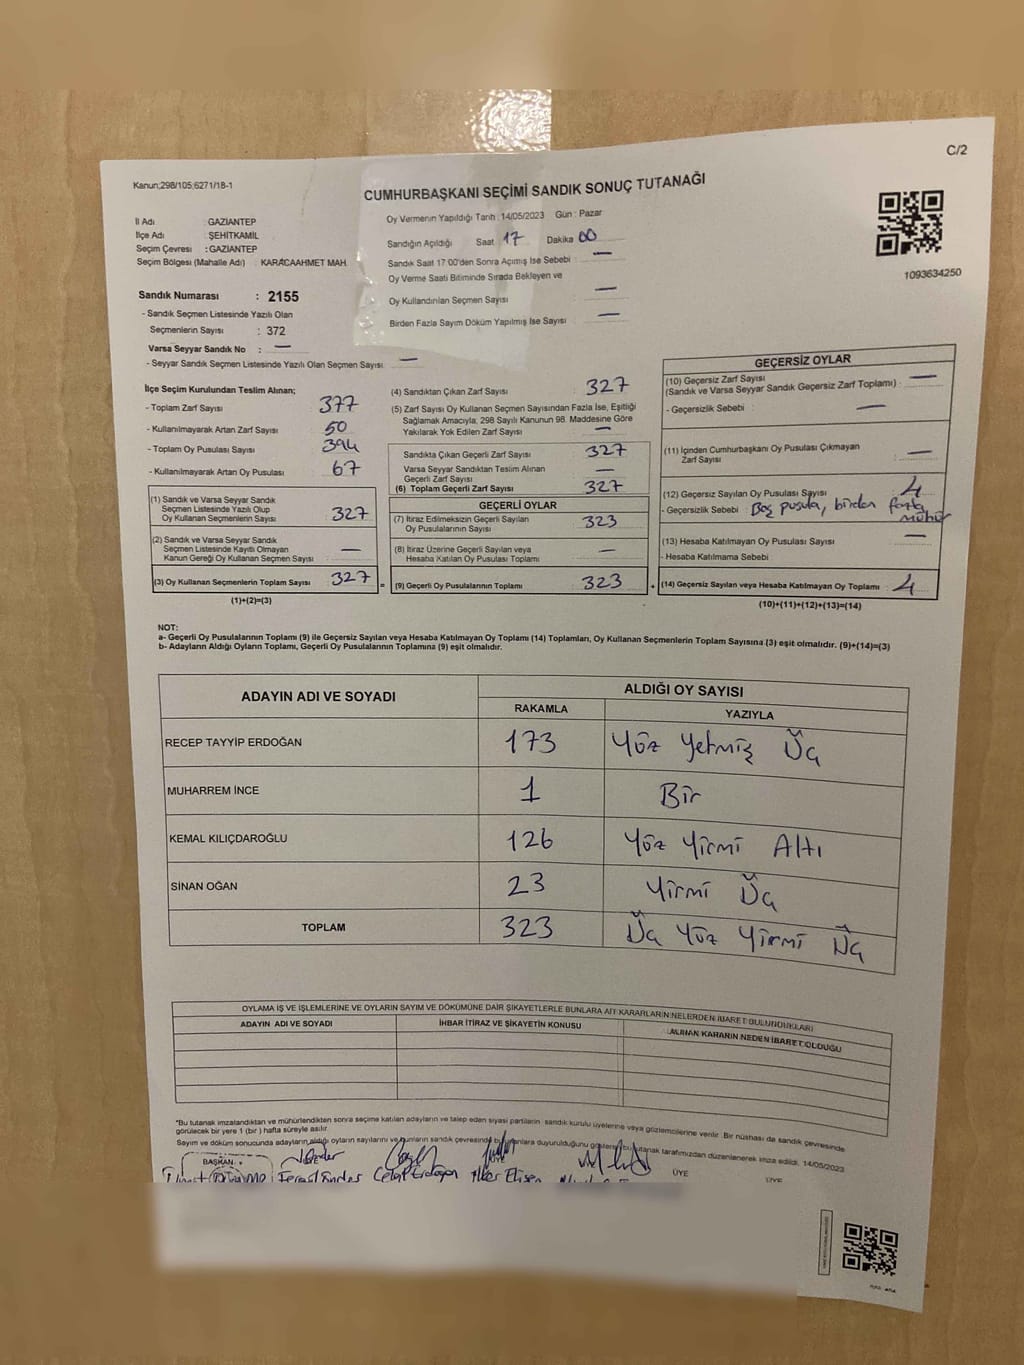 C/2
Kanun;298/105;6271/18-1
CUMHURBAŞKANI SEÇİMİ SANDIK SONUÇ TUTANAĞI
İl Adı : GAZİANTEP
İlçe Adı : ŞEHİTKAMİL
Seçim Çevresi : GAZİANTEP
Seçim Bölgesi (Mahalle Adı) : KARACAAHMET MAH.
Oy Vermenin Yapıldığı Tarih : 14/05/2023 Gün : Pazar
Sandığın Açıldığı Saat 17 Dakika 00
Sandık Saat 17:00'den Sonra Açımış İse Sebebi : —
Oy Verme Saati Bitiminde Sırada Bekleyen ve
Oy Kullandırılan Seçmen Sayısı : —
Birden Fazla Sayım Döküm Yapılmış İse Sayısı : —
1093634250
Sandık Numarası : 2155
- Sandık Seçmen Listesinde Yazılı Olan
Seçmenlerin Sayısı : 372
Varsa Seyyar Sandık No : —
- Seyyar Sandık Seçmen Listesinde Yazılı Olan Seçmen Sayısı : —
İlçe Seçim Kurulundan Teslim Alınan;
- Toplam Zarf Sayısı 377
- Kullanılmayarak Artan Zarf Sayısı 50
- Toplam Oy Pusulası Sayısı 394
- Kullanılmayarak Artan Oy Pusulası 67
(1) Sandık ve Varsa Seyyar Sandık
Seçmen Listesinde Yazılı Olup
Oy Kullanan Seçmenlerin Sayısı : 327
(2) Sandık ve Varsa Seyyar Sandık
Seçmen Listesinde Kayıtlı Olmayan
Kanun Gereği Oy Kullanan Seçmen Sayısı : —
(3) Oy Kullanan Seçmenlerin Toplam Sayısı : 327 =
(1)+(2)=(3)
(4) Sandıktan Çıkan Zarf Sayısı : 327
(5) Zarf Sayısı Oy Kullanan Seçmen Sayısından Fazla İse, Eşitliği
Sağlamak Amacıyla, 298 Sayılı Kanunun 98. Maddesine Göre
Yakılarak Yok Edilen Zarf Sayısı : —
Sandıkta Çıkan Geçerli Zarf Sayısı : 327
Varsa Seyyar Sandıktan Teslim Alınan
Geçerli Zarf Sayısı : —
(6) Toplam Geçerli Zarf Sayısı : 327
GEÇERLİ OYLAR
(7) İtiraz Edilmeksizin Geçerli Sayılan
Oy Pusulalarının Sayısı : 323
(8) İtiraz Üzerine Geçerli Sayılan veya
Hesaba Katılan Oy Pusulası Toplamı : —
(9) Geçerli Oy Pusulalarının Toplamı : 323 +
GEÇERSİZ OYLAR
(10) Geçersiz Zarf Sayısı
(Sandık ve Varsa Seyyar Sandık Geçersiz Zarf Toplamı) : —
- Geçersizlik Sebebi : —
(11) İçinden Cumhurbaşkanı Oy Pusulası Çıkmayan
Zarf Sayısı : —
(12) Geçersiz Sayılan Oy Pusulası Sayısı : 4
- Geçersizlik Sebebi : Boş pusula, birden fazla
mühür
(13) Hesaba Katılmayan Oy Pusulası Sayısı : —
- Hesaba Katılmama Sebebi :
(14) Geçersiz Sayılan veya Hesaba Katılmayan Oy Toplamı : 4
(10)+(11)+(12)+(13)=(14)
NOT:
a- Geçerli Oy Pusulalarının Toplamı (9) ile Geçersiz Sayılan veya Hesaba Katılmayan Oy Toplamı (14) Toplamları, Oy Kullanan Seçmenlerin Toplam Sayısına (3) eşit olmalıdır. (9)+(14)=(3)
b- Adayların Aldığı Oyların Toplamı, Geçerli Oy Pusulalarının Toplamına (9) eşit olmalıdır.
ADAYIN ADI VE SOYADI ALDIĞI OY SAYISI
RAKAMLA YAZIYLA
RECEP TAYYİP ERDOĞAN 173 Yüz Yetmiş Üç
MUHARREM İNCE 1 Bir
KEMAL KILIÇDAROĞLU 126 Yüz Yirmi Altı
SİNAN OĞAN 23 Yirmi Üç
TOPLAM 323 Üç Yüz Yirmi Üç
OYLAMA İŞ VE İŞLEMLERİNE VE OYLARIN SAYIM VE DÖKÜMÜNE DAİR ŞİKAYETLERLE BUNLARA AİT KARARLARIN NELERDEN İBARET BULUNDUKLARI
ADAYIN ADI VE SOYADI İHBAR İTİRAZ VE ŞİKAYETİN KONUSU ALINAN KARARIN NEDEN İBARET OLDUĞU
*Bu tutanak imzalandıktan ve mühürlendikten sonra seçime katılan adayların ve talep eden siyasi partilerin sandık kurulu üyelerine veya gözlemcilerine verilir. Bir nüshası da sandık çevresinde
görülecek bir yere 1 (bir ) hafta süreyle asılır.
Sayım ve döküm sonucunda adayların aldığı oyların sayılarını ve bunların sandık çevresinde bulunanlara duyurulduğunu gösteren bu tutanak tarafımızdan düzenlenerek imza edildi. 14/05/2023
BAŞKAN ÜYE ÜYE